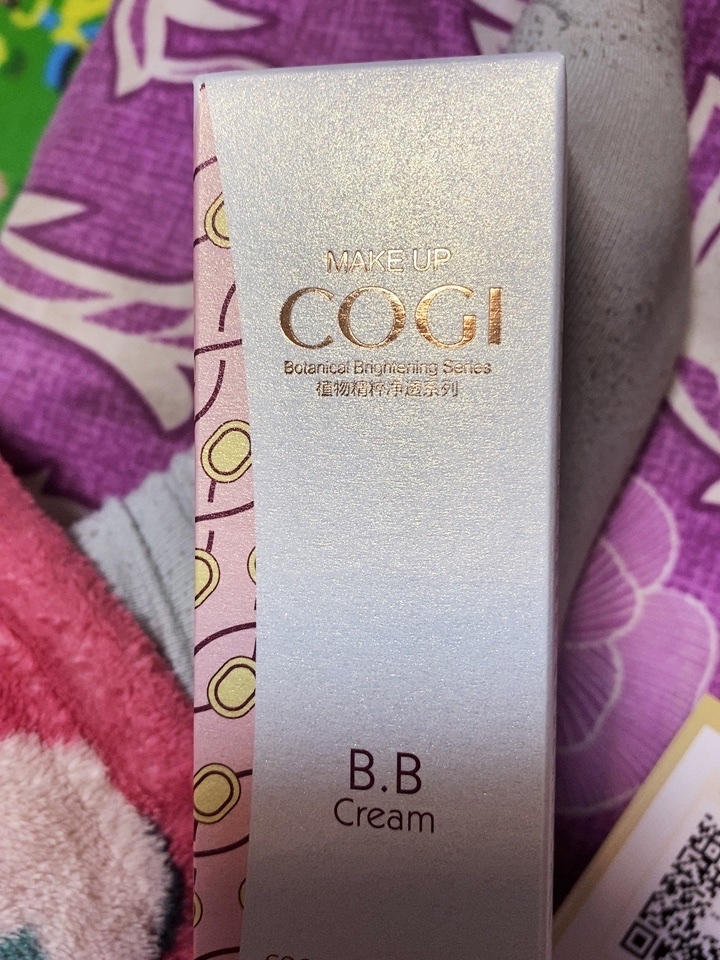 MAKE UP
COGI
Botanical Brightening Series
植物精粹净透系列
B.B
Cream